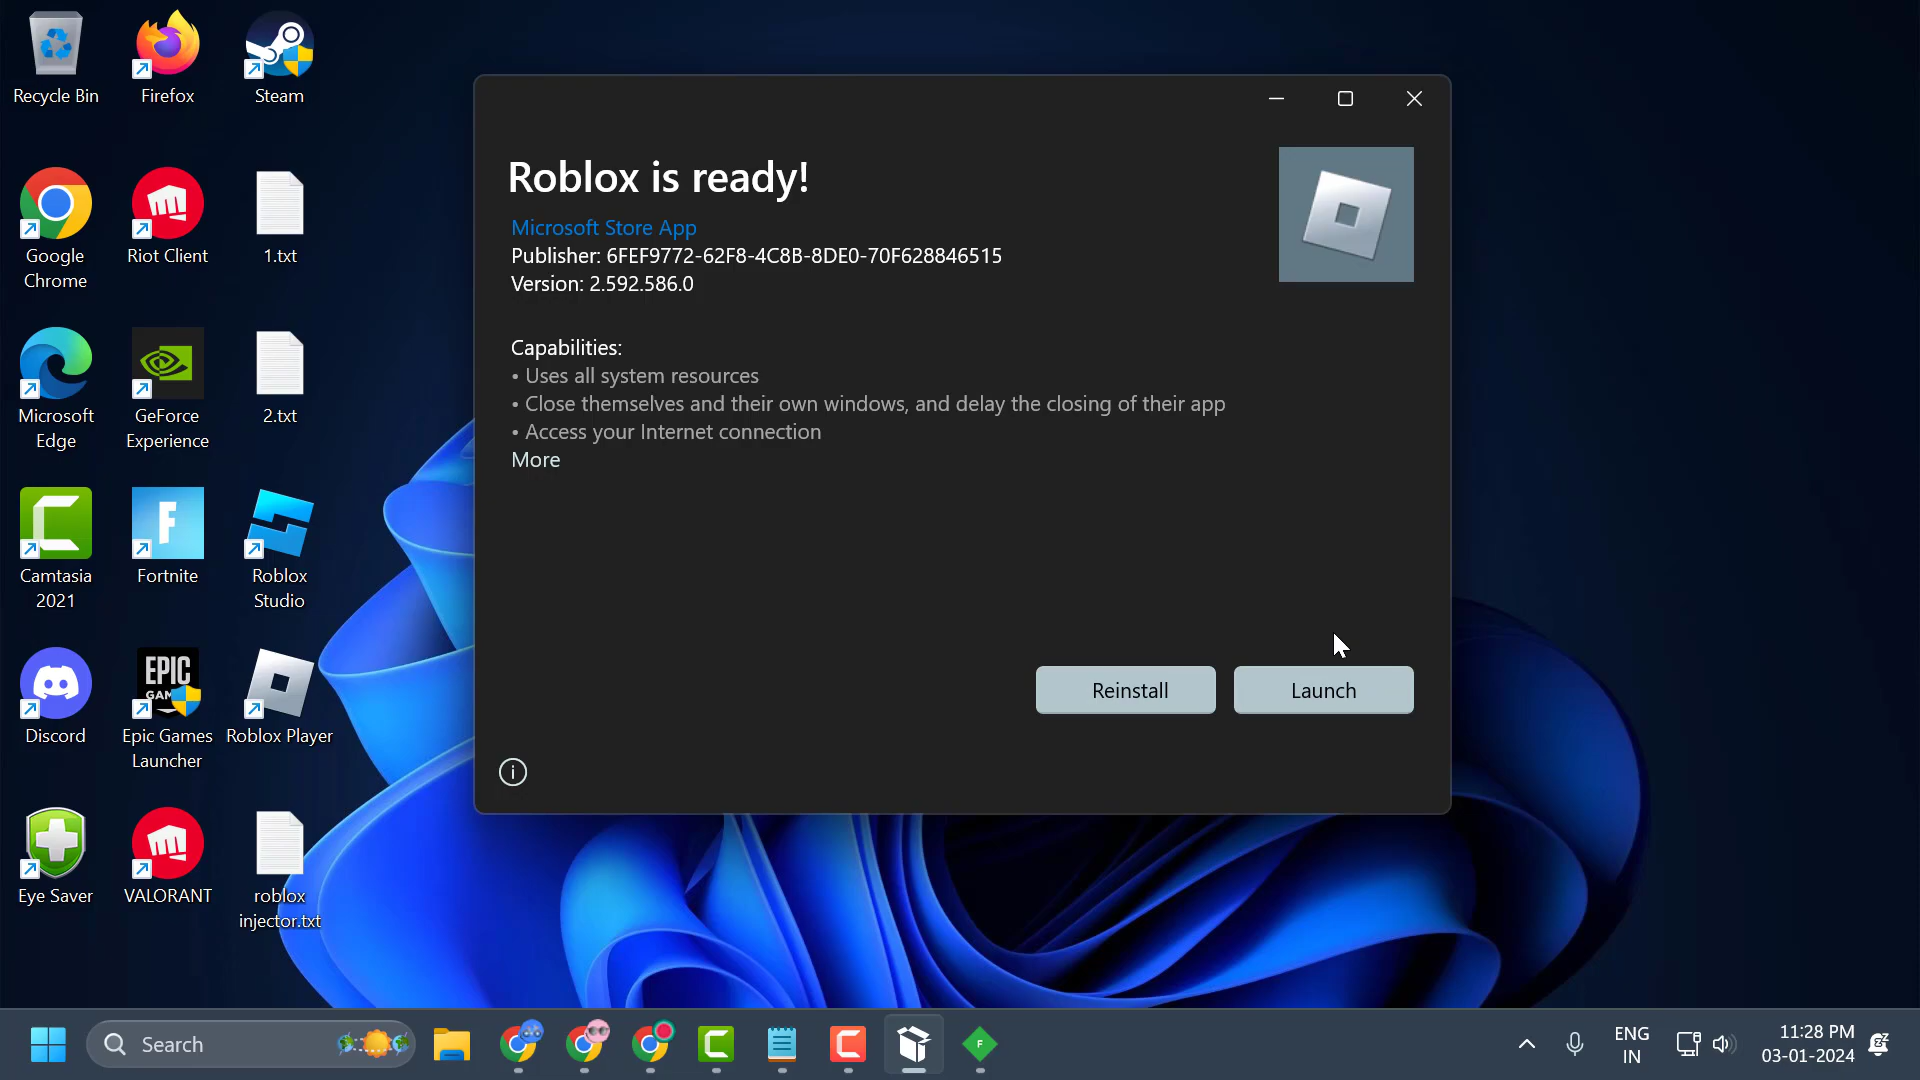 Recycle Bin
Firefox
Steam
Google
Chrome
Riot Client
1.txt
Microsoft
Edge
GeForce
Experience
2.txt
Camtasia
2021
Fortnite
Roblox
Studio
Discord
EPIC
GAM
Epic Games
Launcher
Roblox Player
Eye Saver
VALORANT
roblox
injector.txt
Roblox is ready!
Microsoft Store App
Publisher: 6FEF9772-62F8-4C8B-8DE0-70F628846515
Version: 2.592.586.0
Capabilities:
• Uses all system resources
• Close themselves and their own windows, and delay the closing of their app
• Access your Internet connection
More
Reinstall
Launch
Search
F
ENG
IN
11:28 PM
03-01-2024